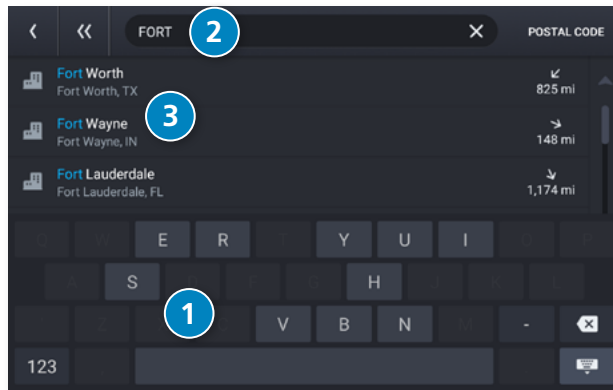 FORT 2 POSTAL CODE
Fort Worth
Fort Worth, TX
825 mi
Fort Wayne 3
Fort Wayne, IN
148 mi
Fort Lauderdale
Fort Lauderdale, FL
1,174 mi
Q W E R T Y U I O P
A S D F G H J K L
Z 1 C V B N M -
123